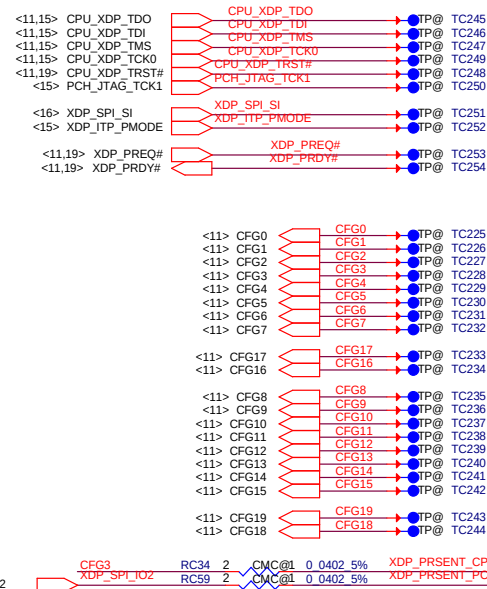 <11,15> CPU_XDP_TDO CPU_XDP_TDO TP@ TC245
<11,15> CPU_XDP_TDI CPU_XDP_TDI TP@ TC246
<11,15> CPU_XDP_TMS CPU_XDP_TMS TP@ TC247
<11,15> CPU_XDP_TCK0 CPU_XDP_TCK0 TP@ TC249
<11,19> CPU_XDP_TRST# CPU_XDP_TRST# TP@ TC248
<15> PCH_JTAG_TCK1 PCH_JTAG_TCK1 TP@ TC250
<16> XDP_SPI_SI XDP_SPI_SI TP@ TC251
<15> XDP_ITP_PMODE XDP_ITP_PMODE TP@ TC252
<11,19> XDP_PREQ# XDP_PREQ# TP@ TC253
<11,19> XDP_PRDY# XDP_PRDY# TP@ TC254
<11> CFG0 CFG0 TP@ TC225
<11> CFG1 CFG1 TP@ TC226
<11> CFG2 CFG2 TP@ TC227
<11> CFG3 CFG3 TP@ TC228
<11> CFG4 CFG4 TP@ TC229
<11> CFG5 CFG5 TP@ TC230
<11> CFG6 CFG6 TP@ TC231
<11> CFG7 CFG7 TP@ TC232
<11> CFG17 CFG17 TP@ TC233
<11> CFG16 CFG16 TP@ TC234
<11> CFG8 CFG8 TP@ TC235
<11> CFG9 CFG9 TP@ TC236
<11> CFG10 CFG10 TP@ TC237
<11> CFG11 CFG11 TP@ TC238
<11> CFG12 CFG12 TP@ TC239
<11> CFG13 CFG13 TP@ TC240
<11> CFG14 CFG14 TP@ TC241
<11> CFG15 CFG15 TP@ TC242
<11> CFG19 CFG19 TP@ TC243
<11> CFG18 CFG18 TP@ TC244
CFG3 RC34 2 CMC@1 0_0402_5% XDP_PRSENT_CP
2 XDP_SPI_IO2 RC59 2 CMC@1 0_0402_5% XDP_PRSENT_PC